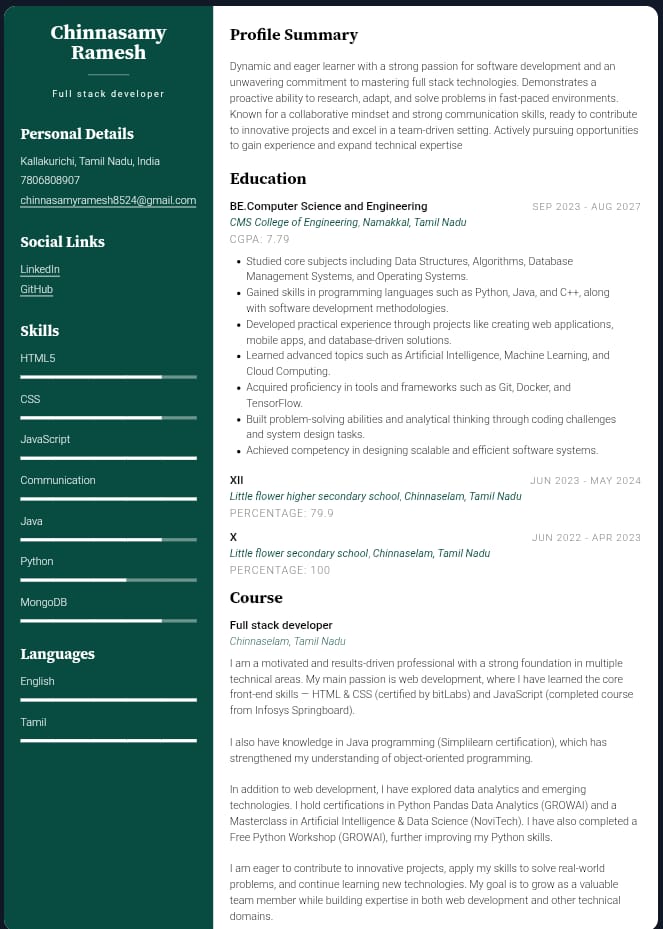 Chinnasamy
Ramesh
Full stack developer
Personal Details
Kallakurichi, Tamil Nadu, India
7806808907
chinnasamyramesh8524@gmail.com
Social Links
LinkedIn
GitHub
Skills
HTML5
CSS
JavaScript
Communication
Java
Python
MongoDB
Languages
English
Tamil
Profile Summary
Dynamic and eager learner with a strong passion for software development and an
unwavering commitment to mastering full stack technologies. Demonstrates a
proactive ability to research, adapt, and solve problems in fast-paced environments.
Known for a collaborative mindset and strong communication skills, ready to contribute
to innovative projects and excel in a team-driven setting. Actively pursuing opportunities
to gain experience and expand technical expertise
Education
BE.Computer Science and Engineering SEP 2023 - AUG 2027
CMS College of Engineering, Namakkal, Tamil Nadu
CGPA: 7.79
• Studied core subjects including Data Structures, Algorithms, Database
Management Systems, and Operating Systems.
• Gained skills in programming languages such as Python, Java, and C++, along
with software development methodologies.
• Developed practical experience through projects like creating web applications,
mobile apps, and database-driven solutions.
• Learned advanced topics such as Artificial Intelligence, Machine Learning, and
Cloud Computing.
• Acquired proficiency in tools and frameworks such as Git, Docker, and
TensorFlow.
• Built problem-solving abilities and analytical thinking through coding challenges
and system design tasks.
• Achieved competency in designing scalable and efficient software systems.
XII JUN 2023 - MAY 2024
Little flower higher secondary school, Chinnaselam, Tamil Nadu
PERCENTAGE: 79.9
X JUN 2022 - APR 2023
Little flower secondary school, Chinnaselam, Tamil Nadu
PERCENTAGE: 100
Course
Full stack developer
Chinnaselam, Tamil Nadu
I am a motivated and results-driven professional with a strong foundation in multiple
technical areas. My main passion is web development, where I have learned the core
front-end skills — HTML & CSS (certified by bitLabs) and JavaScript (completed course
from Infosys Springboard).
I also have knowledge in Java programming (Simplilearn certification), which has
strengthened my understanding of object-oriented programming.
In addition to web development, I have explored data analytics and emerging
technologies. I hold certifications in Python Pandas Data Analytics (GROWAI) and a
Masterclass in Artificial Intelligence & Data Science (NoviTech). I have also completed a
Free Python Workshop (GROWAI), further improving my Python skills.
I am eager to contribute to innovative projects, apply my skills to solve real-world
problems, and continue learning new technologies. My goal is to grow as a valuable
team member while building expertise in both web development and other technical
domains.